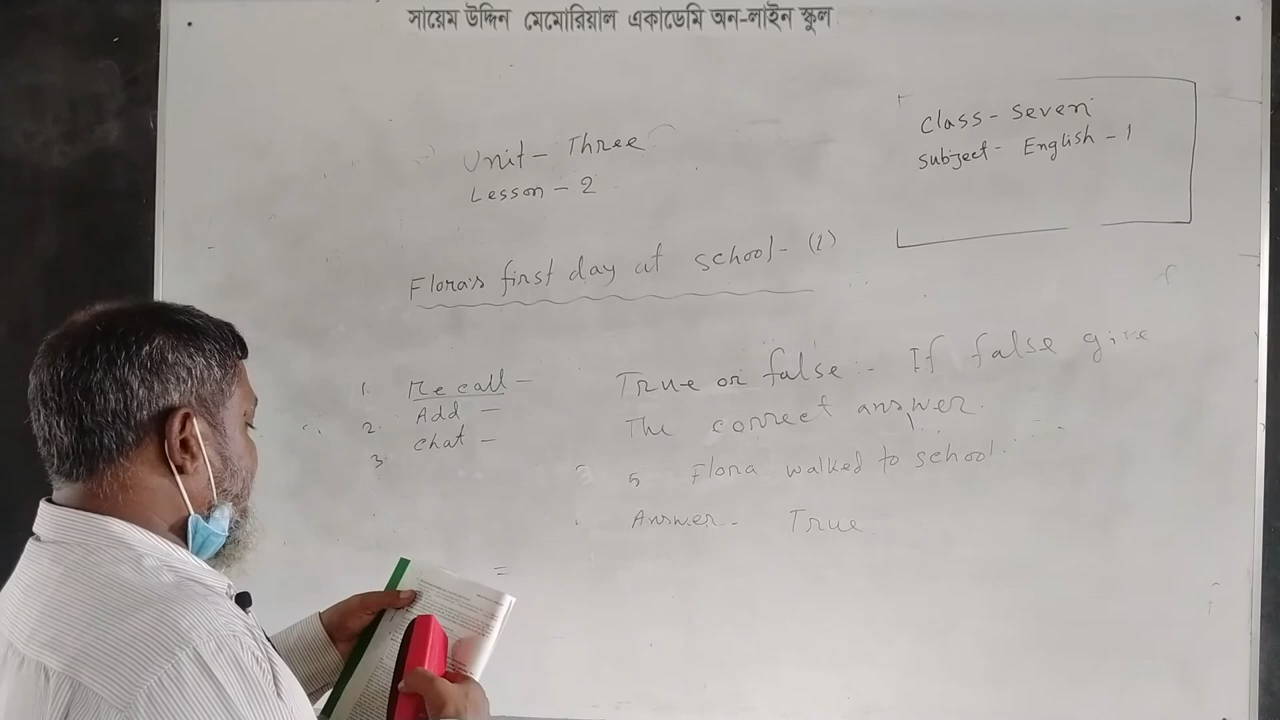 সায়েম উদ্দিন মেমোরিয়াল একাডেমি অন-লাইন স্কুল
Class - Seven
Subject - English - 1
Unit - Three
Lesson - 2
Flora's first day at school - (1)
1. Recall -
2. Add -
3. Chat -
True or false :- If false give
The correct answer.
5 Flora walked to school.
Answer - True